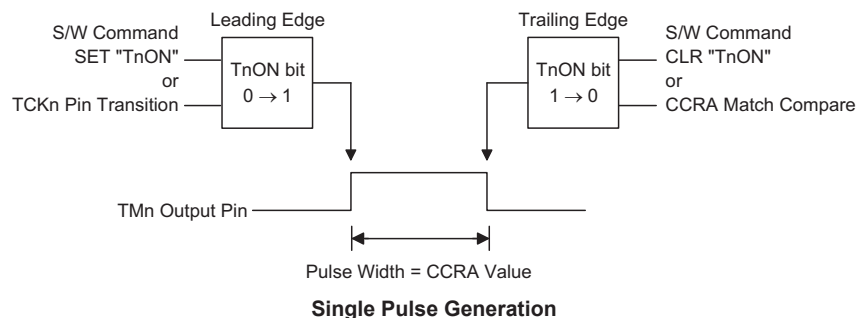 Leading Edge
S/W Command
SET "TnON"
or
TCKn Pin Transition
TnON bit
0 → 1
Trailing Edge
TnON bit
1 → 0
S/W Command
CLR "TnON"
or
CCRA Match Compare
TMn Output Pin
Pulse Width = CCRA Value
Single Pulse Generation